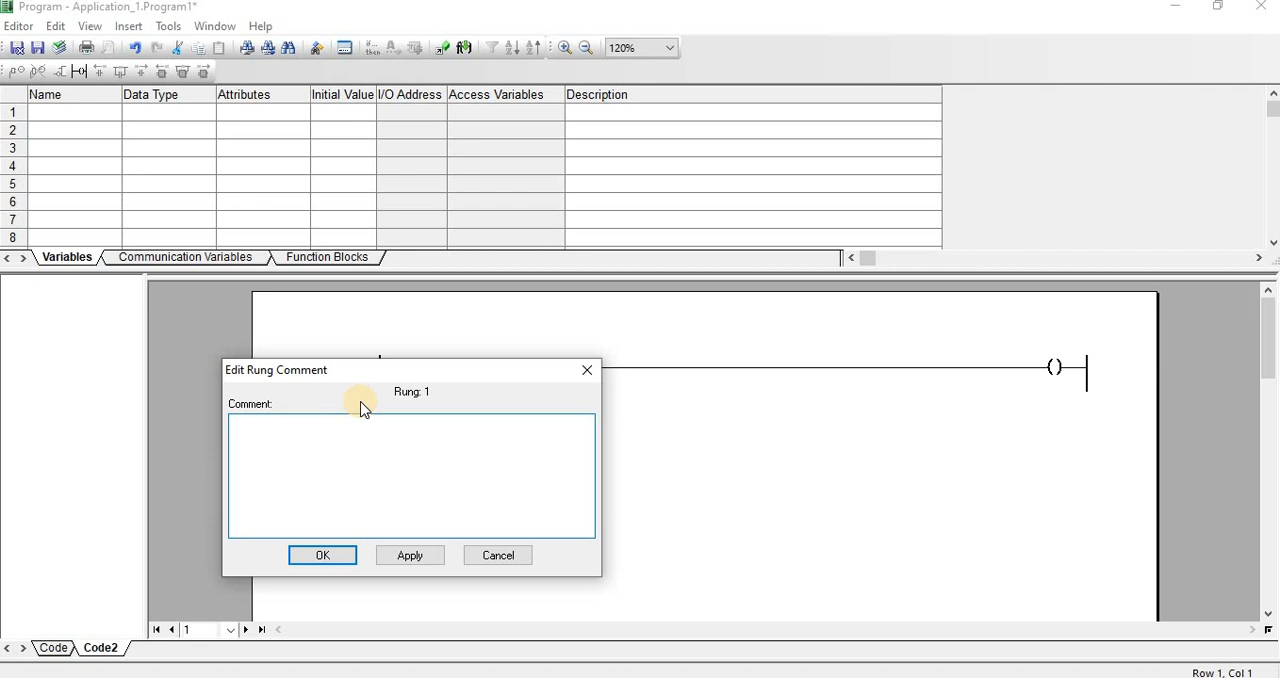 Program - Application_1.Program1*
Editor Edit View Insert Tools Window Help
120%
Name Data Type Attributes Initial Value I/O Address Access Variables Description
1
2
3
4
5
6
7
8
Variables Communication Variables Function Blocks
Edit Rung Comment
Rung: 1
Comment:
OK Apply Cancel
1
Code Code2
Row 1, Col 1